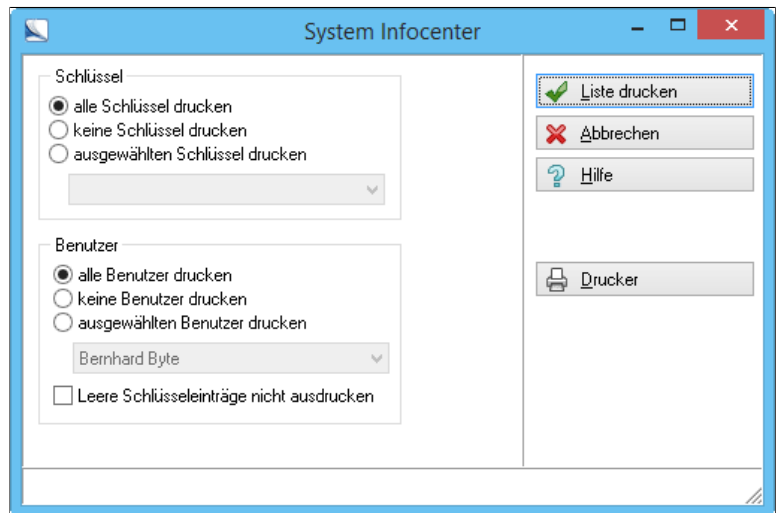 System Infocenter
Schlüssel
alle Schlüssel drucken
keine Schlüssel drucken
ausgewählten Schlüssel drucken
Benutzer
alle Benutzer drucken
keine Benutzer drucken
ausgewählten Benutzer drucken
Bernhard Byte
Leere Schlüsseleinträge nicht ausdrucken
Liste drucken
Abbrechen
Hilfe
Drucker